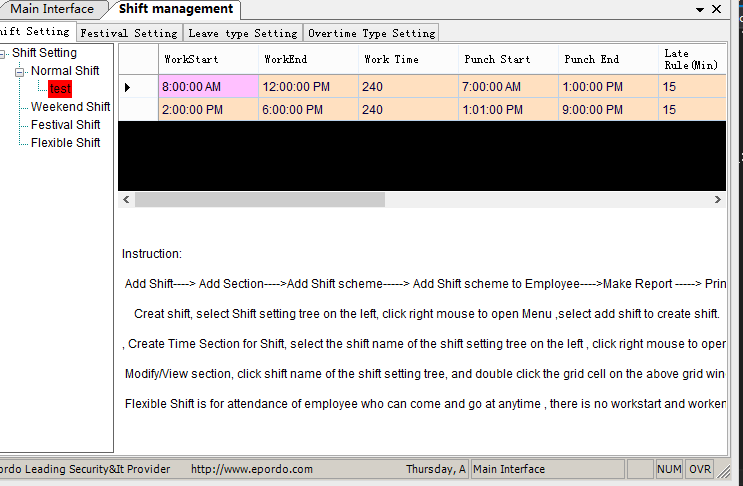 Main Interface Shift management
hift Setting Festival Setting Leave type Setting Overtime Type Setting
Shift Setting
Normal Shift
test
Weekend Shift
Festival Shift
Flexible Shift
WorkStart WorkEnd Work Time Punch Start Punch End Late Rule(Min)
8:00:00 AM 12:00:00 PM 240 7:00:00 AM 1:00:00 PM 15
2:00:00 PM 6:00:00 PM 240 1:01:00 PM 9:00:00 PM 15
Instruction:
Add Shift----> Add Section---->Add Shift scheme-----> Add Shift scheme to Employee---->Make Report -----> Prin
Creat shift, select Shift setting tree on the left, click right mouse to open Menu ,select add shift to create shift.
, Create Time Section for Shift, select the shift name of the shift setting tree on the left , click right mouse to oper
Modify/View section, click shift name of the shift setting tree, and double click the grid cell on the above grid win
Flexible Shift is for attendance of employee who can come and go at anytime , there is no workstart and worker
ordo Leading Security&It Provider http://www.epordo.com Thursday, A Main Interface NUM OVR